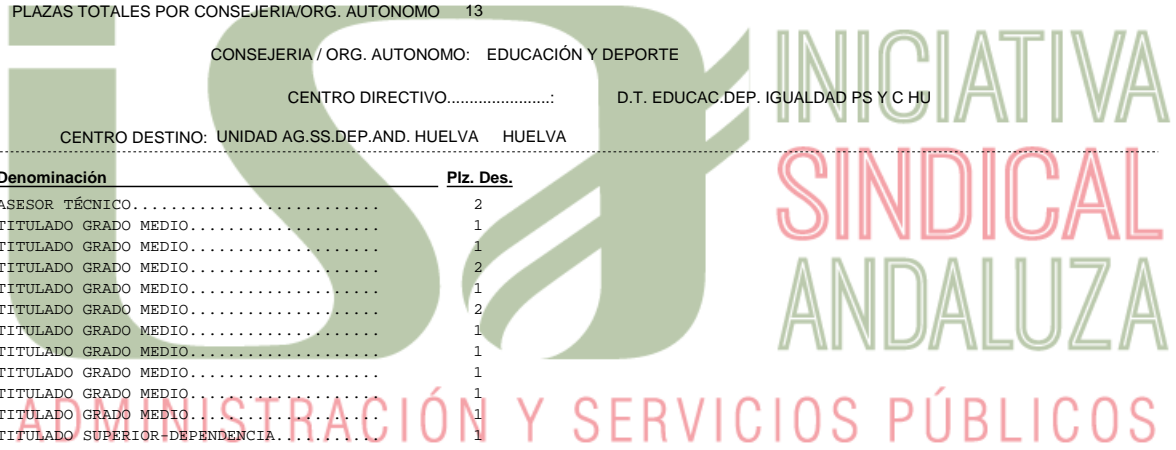 PLAZAS TOTALES POR CONSEJERIA/ORG. AUTONOMO 13
CONSEJERIA / ORG. AUTONOMO: EDUCACIÓN Y DEPORTE
CENTRO DIRECTIVO.......................: D.T. EDUCAC.DEP. IGUALDAD PS Y C HU
CENTRO DESTINO: UNIDAD AG.SS.DEP.AND. HUELVA HUELVA
Denominación Plz. Des.
ASESOR TÉCNICO.......................... 2
TITULADO GRADO MEDIO.................... 1
TITULADO GRADO MEDIO.................... 1
TITULADO GRADO MEDIO.................... 2
TITULADO GRADO MEDIO.................... 1
TITULADO GRADO MEDIO.................... 2
TITULADO GRADO MEDIO.................... 1
TITULADO GRADO MEDIO.................... 1
TITULADO GRADO MEDIO.................... 1
TITULADO GRADO MEDIO.................... 1
TITULADO GRADO MEDIO.................... 1
TITULADO SUPERIOR-DEPENDENCIA........... 1
isa
INICIATIVA
SINDICAL
ANDALUZA
ADMINISTRACIÓN Y SERVICIOS PÚBLICOS